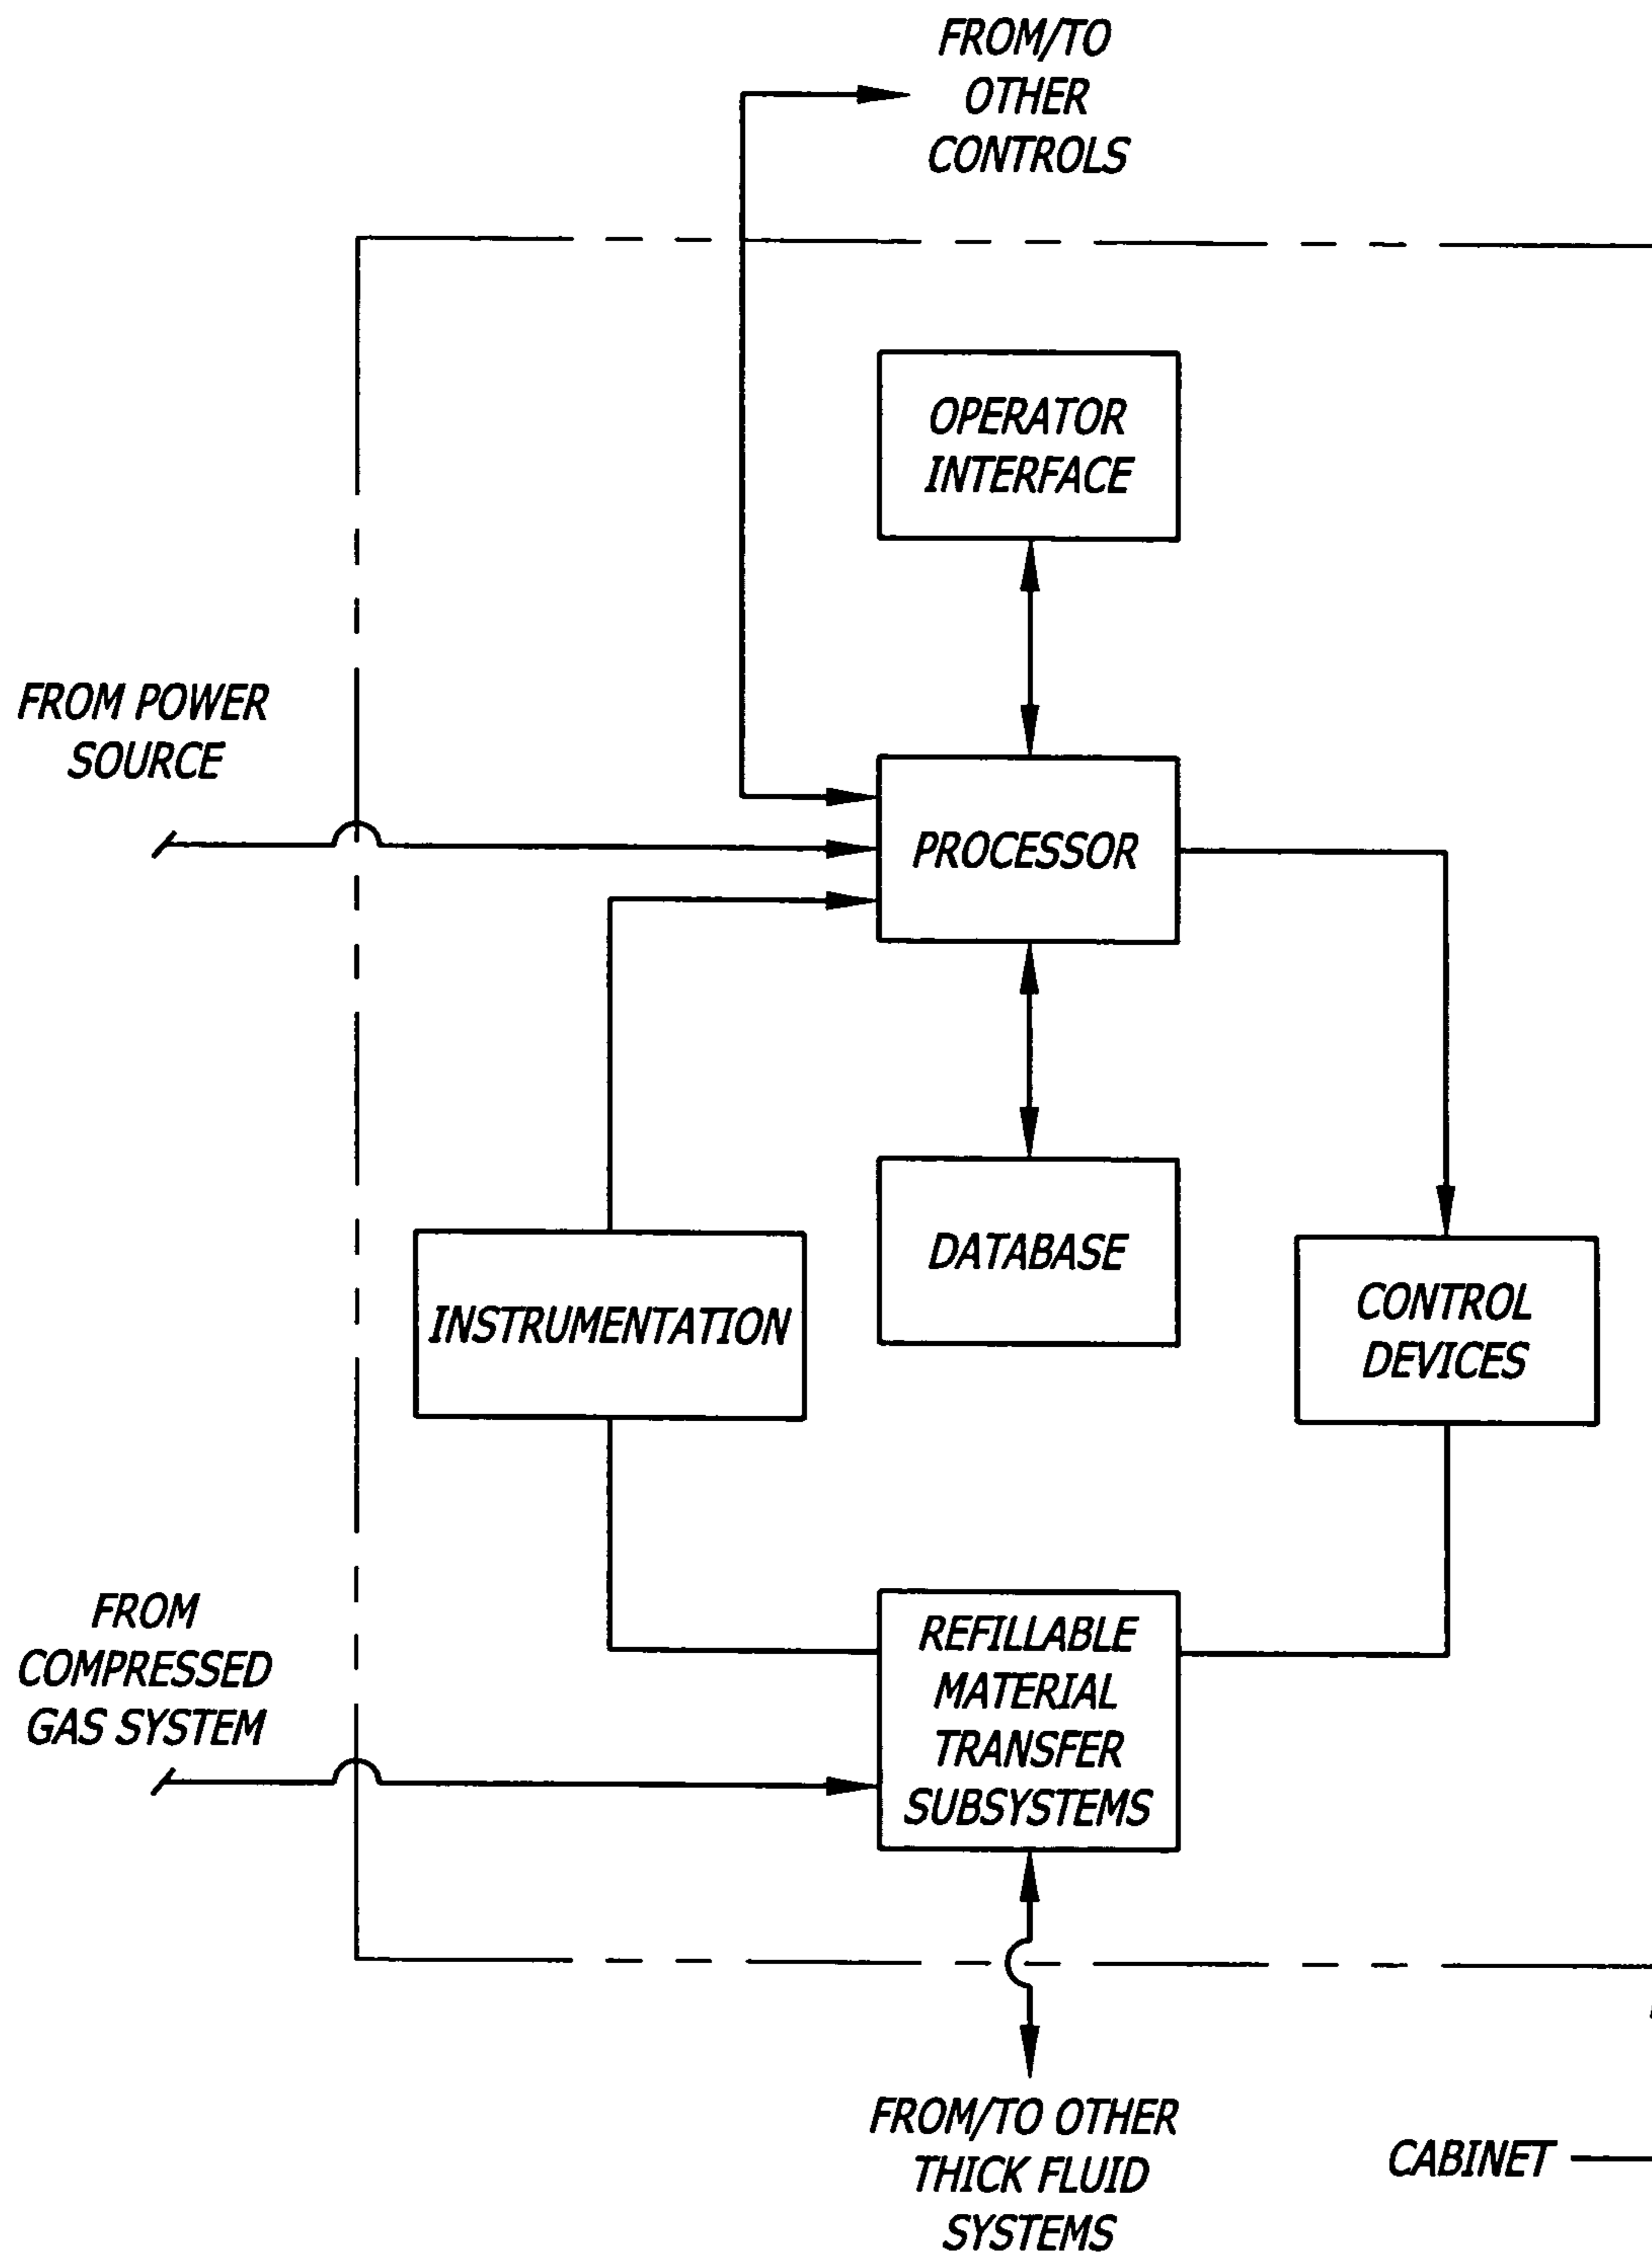 FROM/TO
OTHER
CONTROLS
OPERATOR
INTERFACE
FROM POWER
SOURCE
PROCESSOR
DATABASE
INSTRUMENTATION
CONTROL
DEVICES
FROM
COMPRESSED
GAS SYSTEM
REFILLABLE
MATERIAL
TRANSFER
SUBSYSTEMS
FROM/TO OTHER
THICK FLUID
SYSTEMS
CABINET